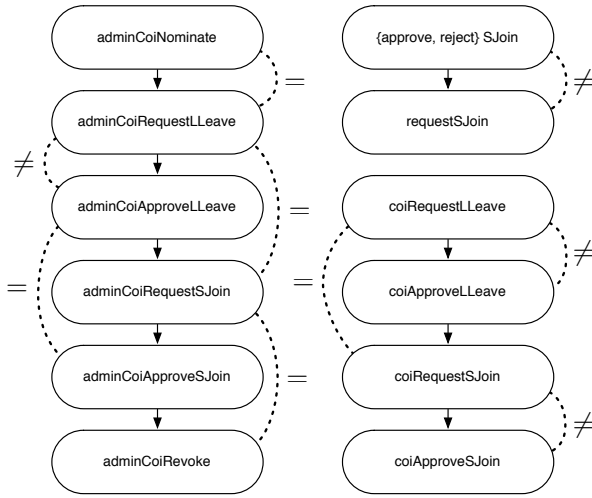 adminCoiNominate
=
adminCoiRequestLLeave
≠
adminCoiApproveLLeave
=
=
adminCoiRequestSJoin
adminCoiApproveSJoin
=
adminCoiRevoke
{approve, reject} SJoin
≠
requestSJoin
coiRequestLLeave
≠
=
coiApproveLLeave
coiRequestSJoin
≠
coiApproveSJoin